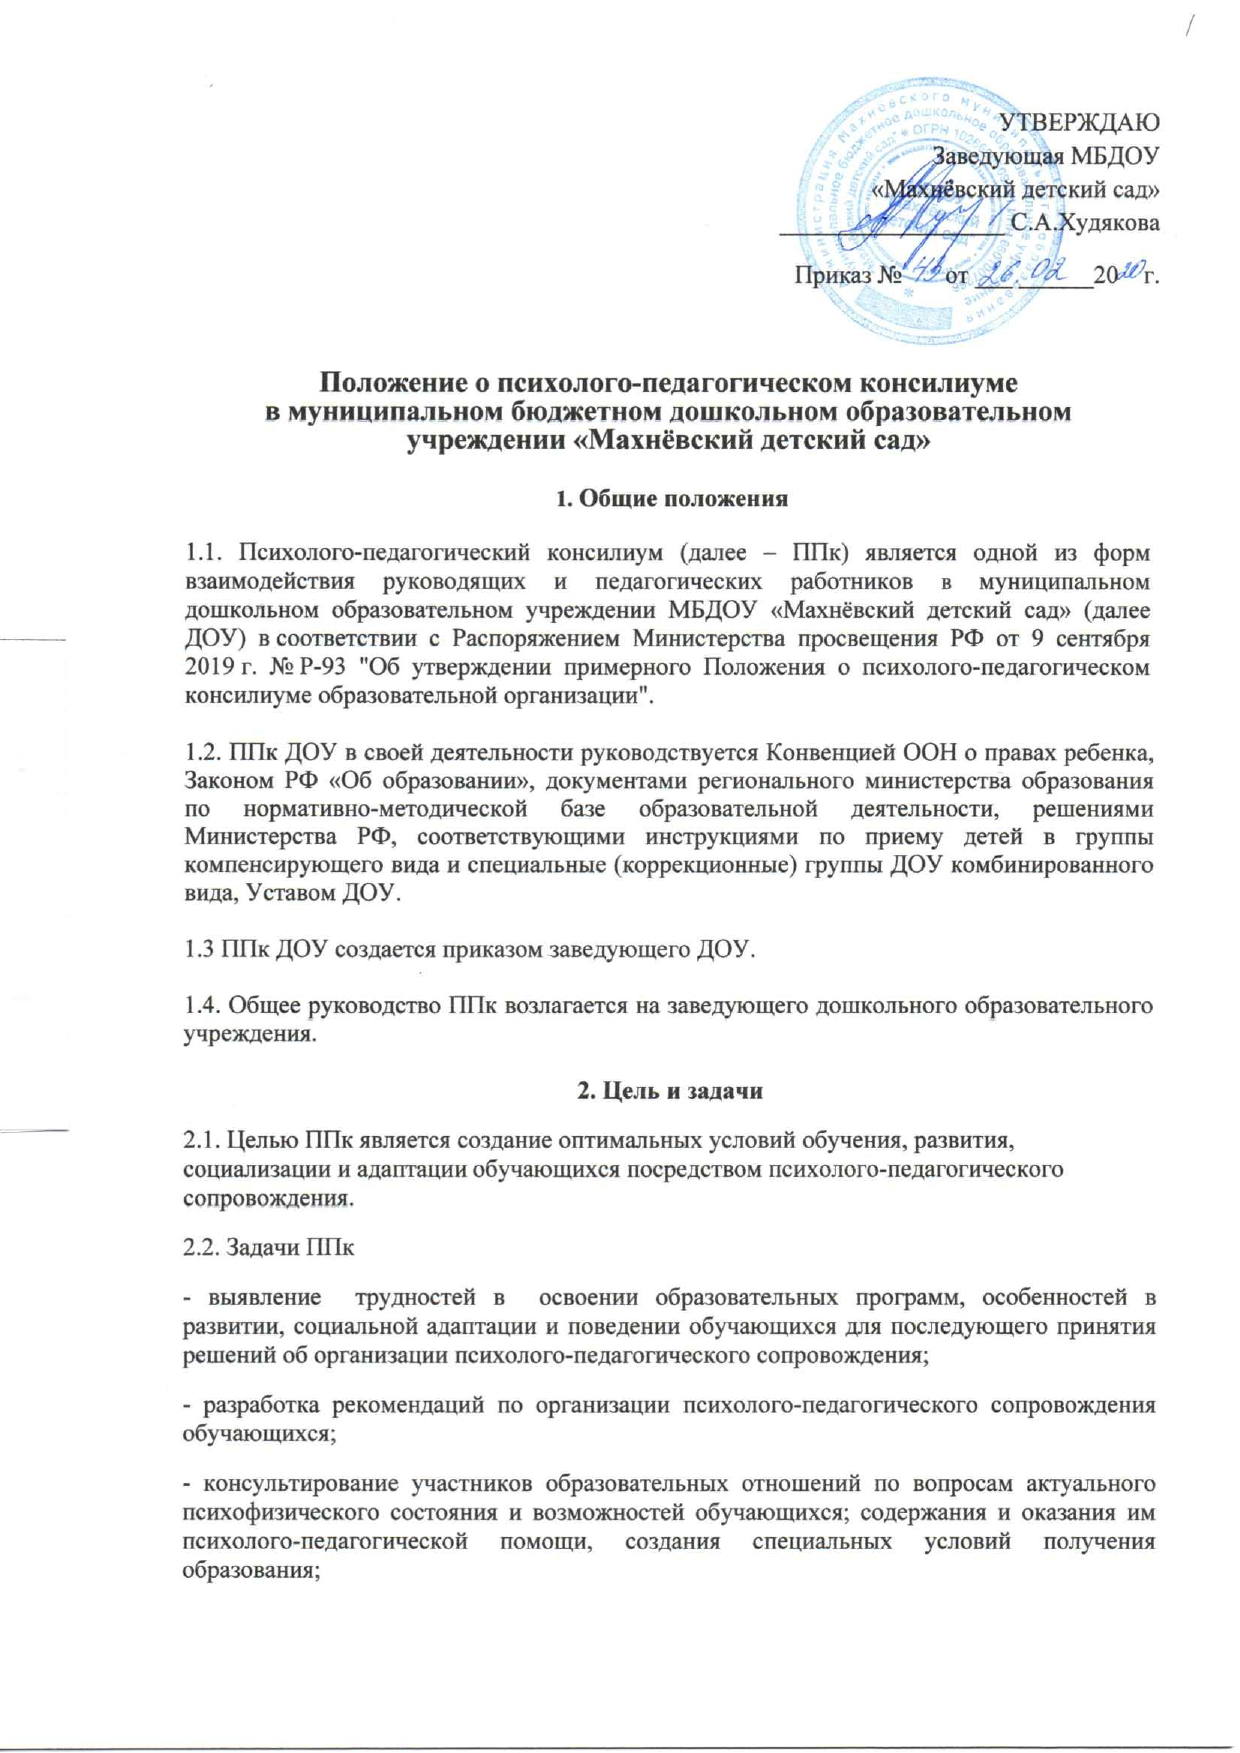 УТВЕРЖДАЮ
Заведующая МБДОУ
«Махнёвский детский сад»
С.А.Худякова
Приказ № 43 от 26.02 2020 г.
Положение о психолого-педагогическом консилиуме
в муниципальном бюджетном дошкольном образовательном
учреждении «Махнёвский детский сад»
1. Общие положения
1.1. Психолого-педагогический консилиум (далее – ППк) является одной из форм
взаимодействия руководящих и педагогических работников в муниципальном
дошкольном образовательном учреждении МБДОУ «Махнёвский детский сад» (далее
ДОУ) в соответствии с Распоряжением Министерства просвещения РФ от 9 сентября
2019 г. № Р-93 "Об утверждении примерного Положения о психолого-педагогическом
консилиуме образовательной организации".
1.2. ППк ДОУ в своей деятельности руководствуется Конвенцией ООН о правах ребенка,
Законом РФ «Об образовании», документами регионального министерства образования
по нормативно-методической базе образовательной деятельности, решениями
Министерства РФ, соответствующими инструкциями по приему детей в группы
компенсирующего вида и специальные (коррекционные) группы ДОУ комбинированного
вида, Уставом ДОУ.
1.3 ППк ДОУ создается приказом заведующего ДОУ.
1.4. Общее руководство ППк возлагается на заведующего дошкольного образовательного
учреждения.
2. Цель и задачи
2.1. Целью ППк является создание оптимальных условий обучения, развития,
социализации и адаптации обучающихся посредством психолого-педагогического
сопровождения.
2.2. Задачи ППк
- выявление трудностей в освоении образовательных программ, особенностей в
развитии, социальной адаптации и поведении обучающихся для последующего принятия
решений об организации психолого-педагогического сопровождения;
- разработка рекомендаций по организации психолого-педагогического сопровождения
обучающихся;
- консультирование участников образовательных отношений по вопросам актуального
психофизического состояния и возможностей обучающихся; содержания и оказания им
психолого-педагогической помощи, создания специальных условий получения
образования;